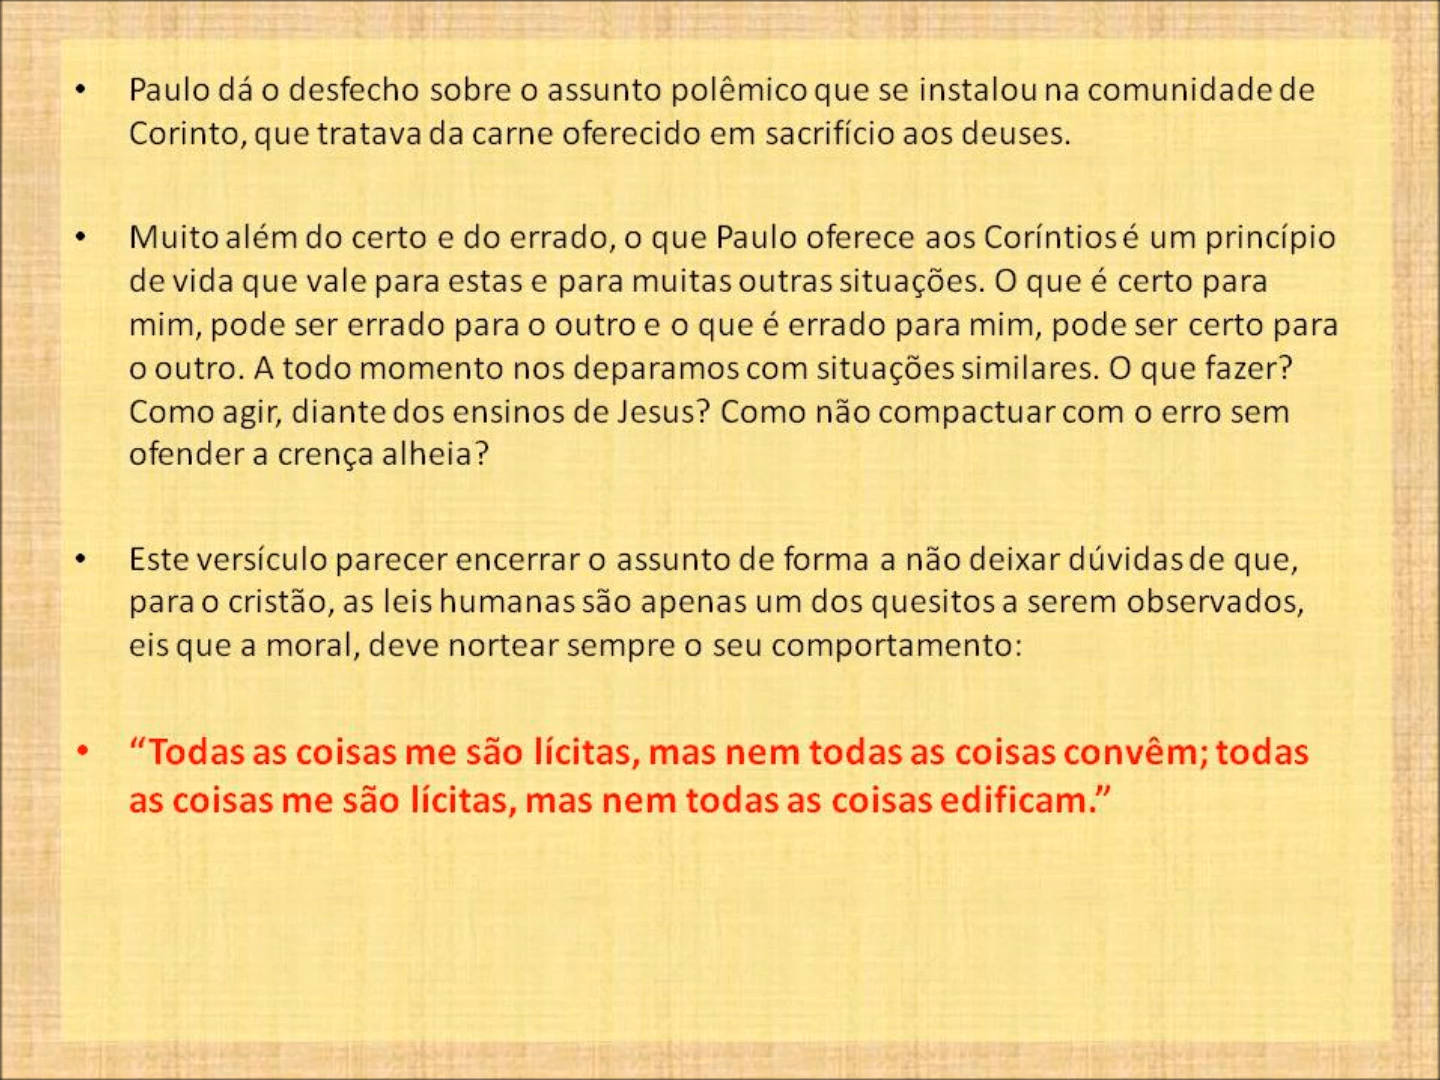 • Paulo dá o desfecho sobre o assunto polêmico que se instalou na comunidade de
Corinto, que tratava da carne oferecido em sacrifício aos deuses.
• Muito além do certo e do errado, o que Paulo oferece aos Coríntios é um princípio
de vida que vale para estas e para muitas outras situações. O que é certo para
mim, pode ser errado para o outro e o que é errado para mim, pode ser certo para
o outro. A todo momento nos deparamos com situações similares. O que fazer?
Como agir, diante dos ensinos de Jesus? Como não compactuar com o erro sem
ofender a crença alheia?
• Este versículo parecer encerrar o assunto de forma a não deixar dúvidas de que,
para o cristão, as leis humanas são apenas um dos quesitos a serem observados,
eis que a moral, deve nortear sempre o seu comportamento:
• “Todas as coisas me são lícitas, mas nem todas as coisas convêm; todas
as coisas me são lícitas, mas nem todas as coisas edificam.”